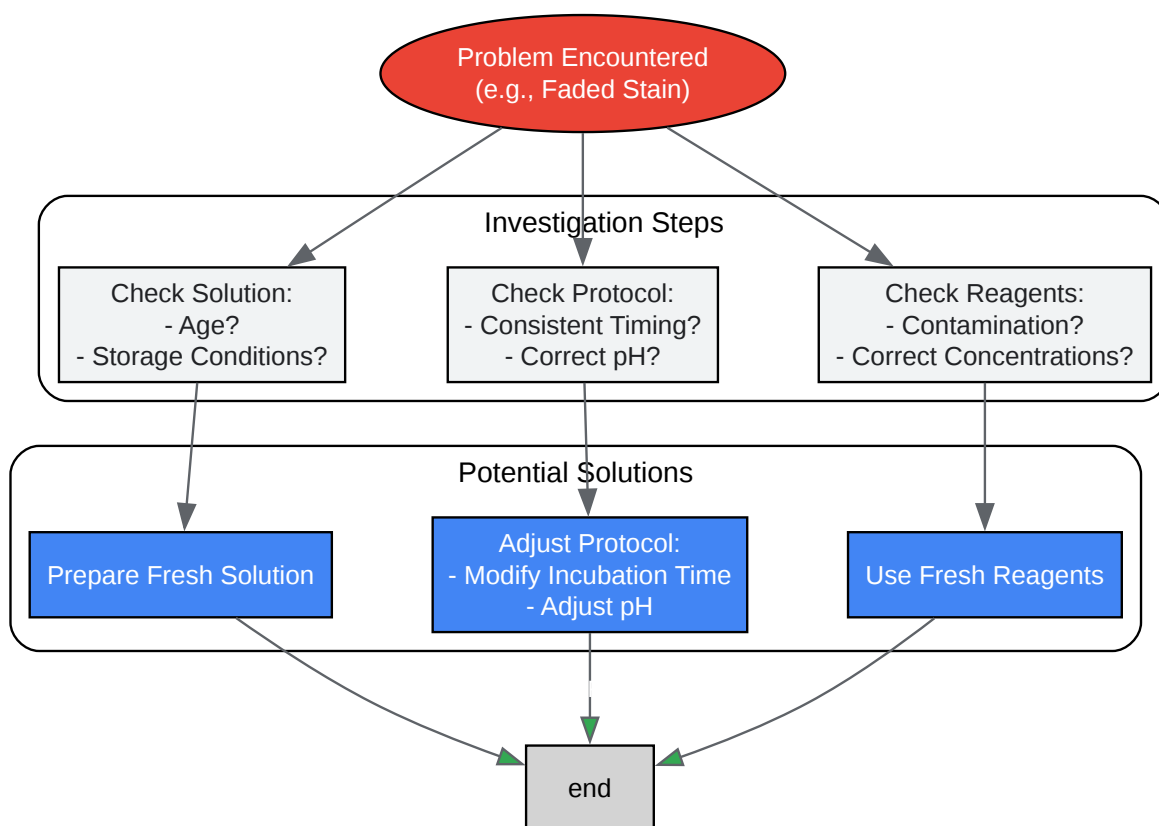 Problem Encountered
(e.g., Faded Stain)
Investigation Steps
Check Solution:
- Age?
- Storage Conditions?
Check Protocol:
- Consistent Timing?
- Correct pH?
Check Reagents:
- Contamination?
- Correct Concentrations?
Potential Solutions
Prepare Fresh Solution
Adjust Protocol:
- Modify Incubation Time
- Adjust pH
Use Fresh Reagents
end